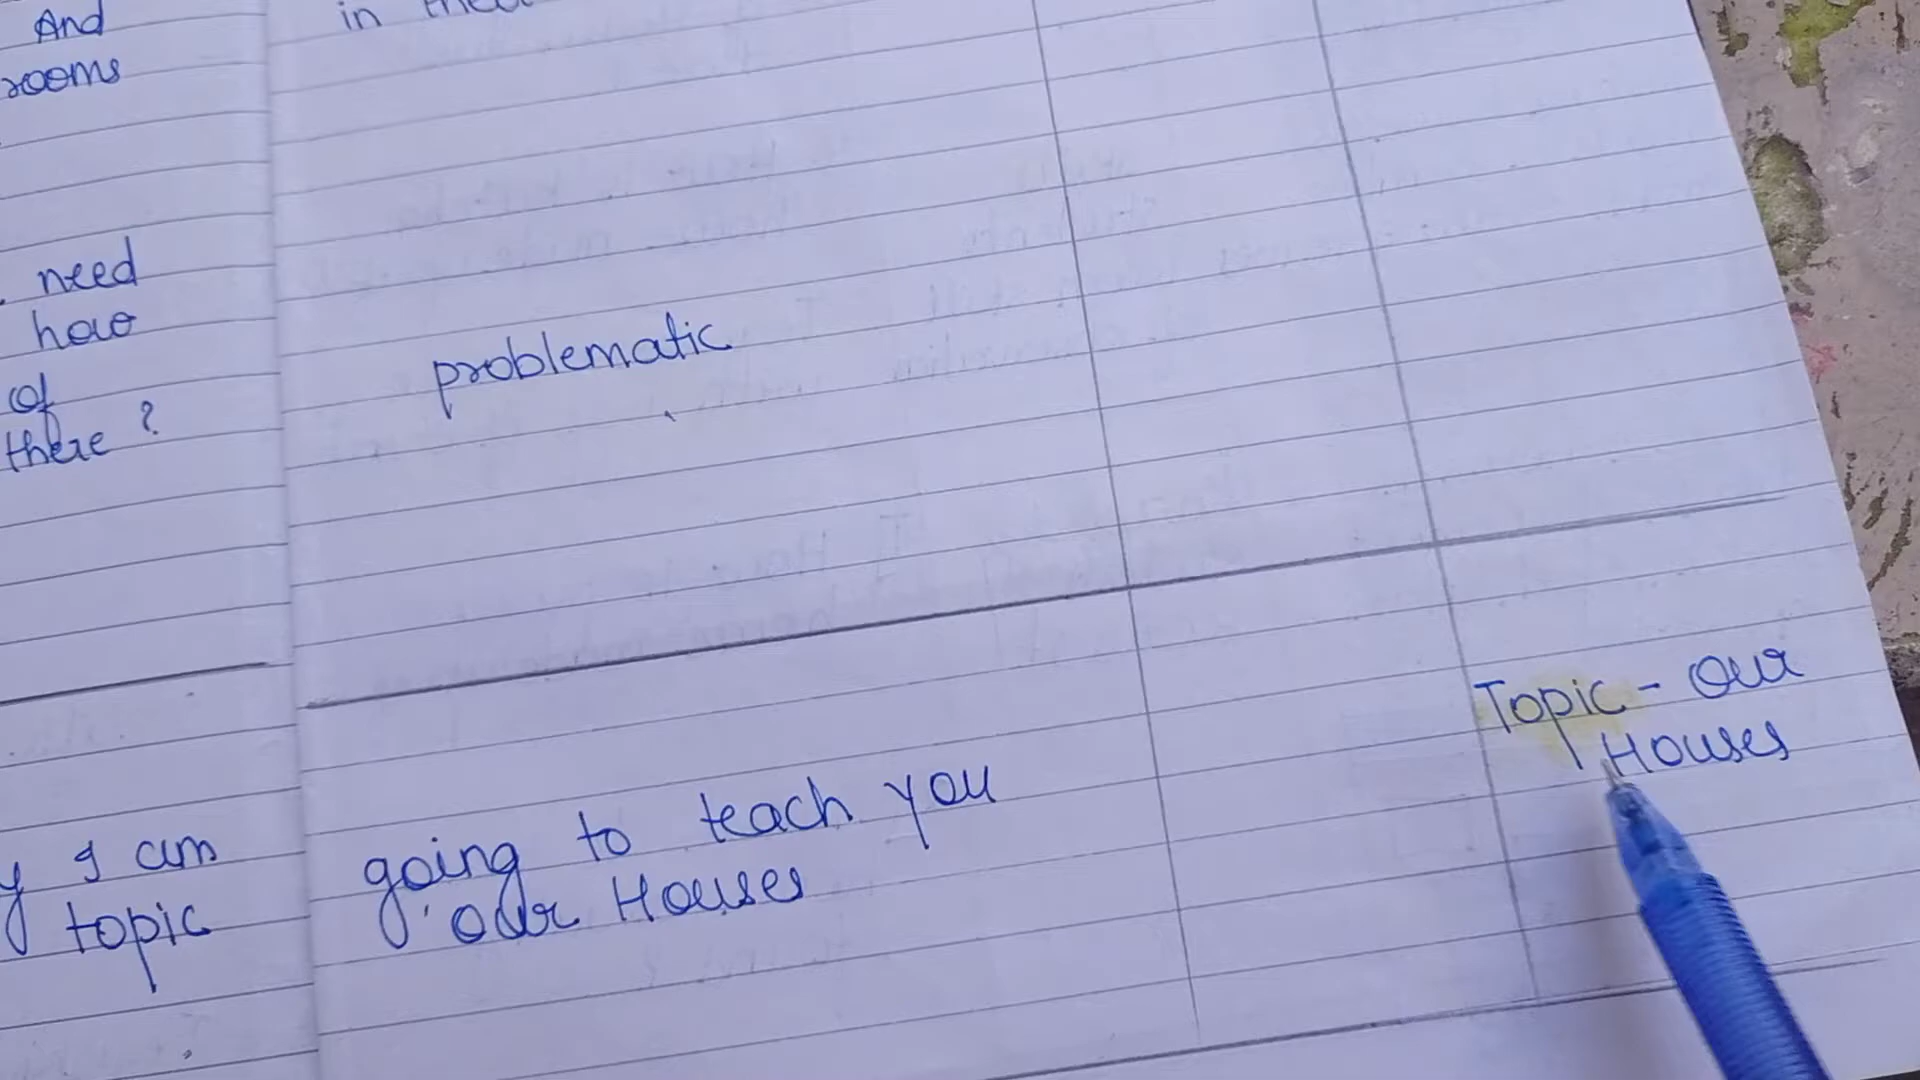 And
rooms
in
need
how
of
there ?
problematic
Topic - Our
Houses
I am
topic
going to teach you
our Houses